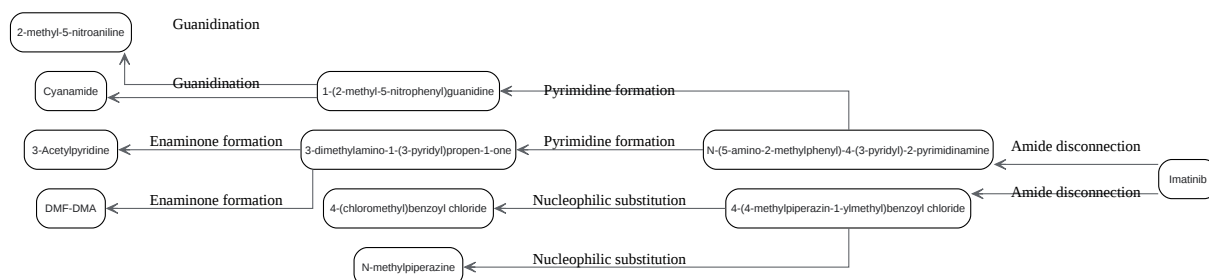 2-methyl-5-nitroaniline
Guanidination
Cyanamide
Guanidination
1-(2-methyl-5-nitrophenyl)guanidine
Pyrimidine formation
3-Acetylpyridine
Enaminone formation
3-dimethylamino-1-(3-pyridyl)propen-1-one
Pyrimidine formation
N-(5-amino-2-methylphenyl)-4-(3-pyridyl)-2-pyrimidinamine
Amide disconnection
Imatinib
DMF-DMA
Enaminone formation
4-(chloromethyl)benzoyl chloride
Nucleophilic substitution
4-(4-methylpiperazin-1-ylmethyl)benzoyl chloride
Amide disconnection
N-methylpiperazine
Nucleophilic substitution